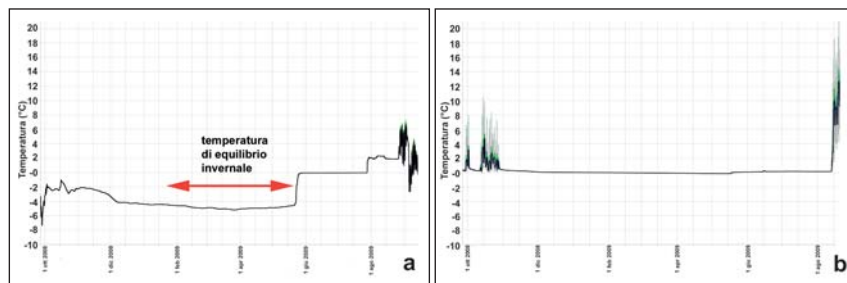 Temperatura (°C)
20
18
16
14
12
10
8
6
4
2
-0
-2
-4
-6
-8
-10
temperatura
di equilibrio
invernale
1 ott 2008
1 dic 2008
1 feb 2009
1 apr 2009
1 giu 2009
1 ago 2009
a
Temperatura (°C)
20
18
16
14
12
10
8
6
4
2
-0
-2
-4
-6
-8
-10
1 ott 2008
1 dic 2008
1 feb 2009
1 apr 2009
1 giu 2009
1 ago 2009
b